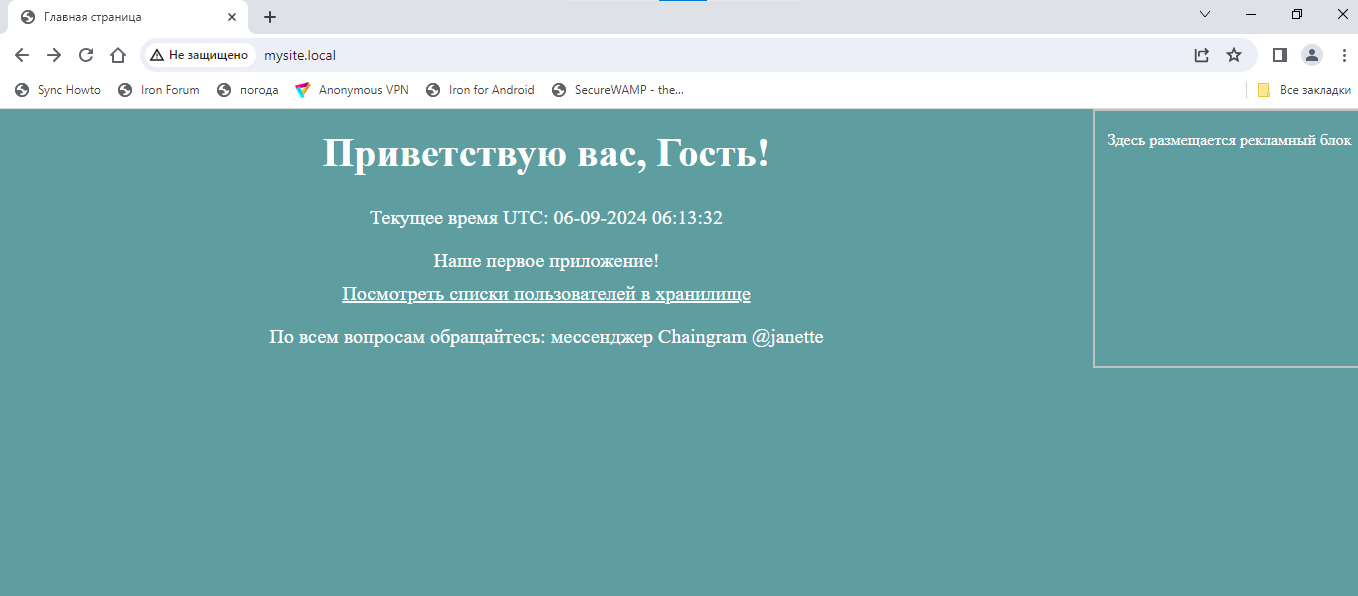 Главная страница
Не защищено mysite.local
Sync Howto Iron Forum погода Anonymous VPN Iron for Android SecureWAMP - the... Все закладки
Приветствую вас, Гость!
Здесь размещается рекламный блок
Текущее время UTC: 06-09-2024 06:13:32
Наше первое приложение!
Посмотреть списки пользователей в хранилище
По всем вопросам обращайтесь: мессенджер Chaingram @janette